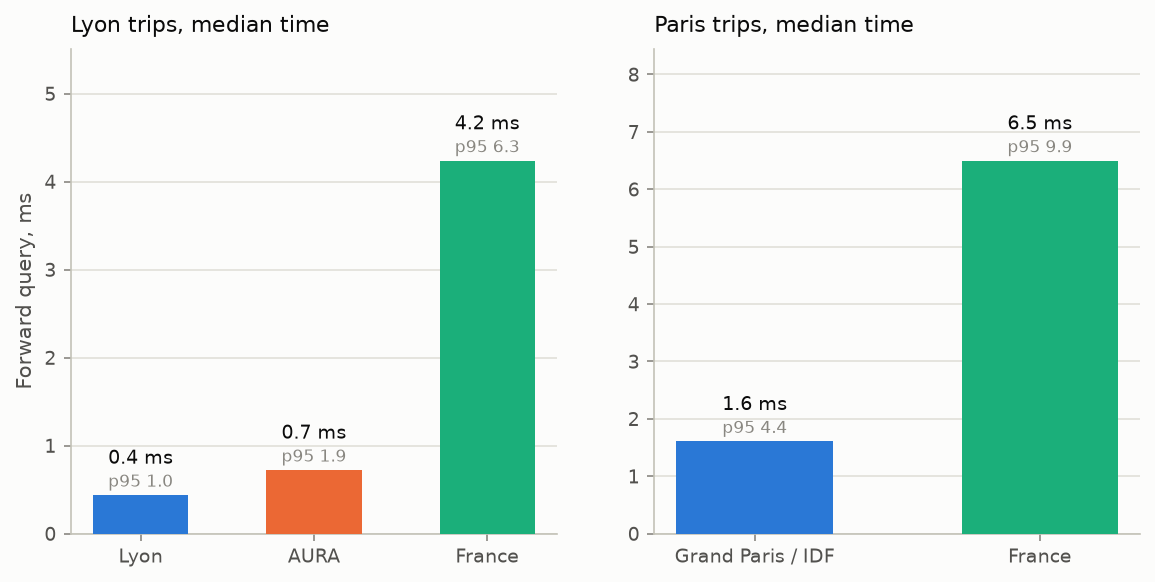 Lyon trips, median time
Forward query, ms
5
4
3
2
1
0
0.4 ms
p95 1.0
0.7 ms
p95 1.9
4.2 ms
p95 6.3
Lyon
AURA
France
Paris trips, median time
8
7
6
5
4
3
2
1
0
1.6 ms
p95 4.4
6.5 ms
p95 9.9
Grand Paris / IDF
France